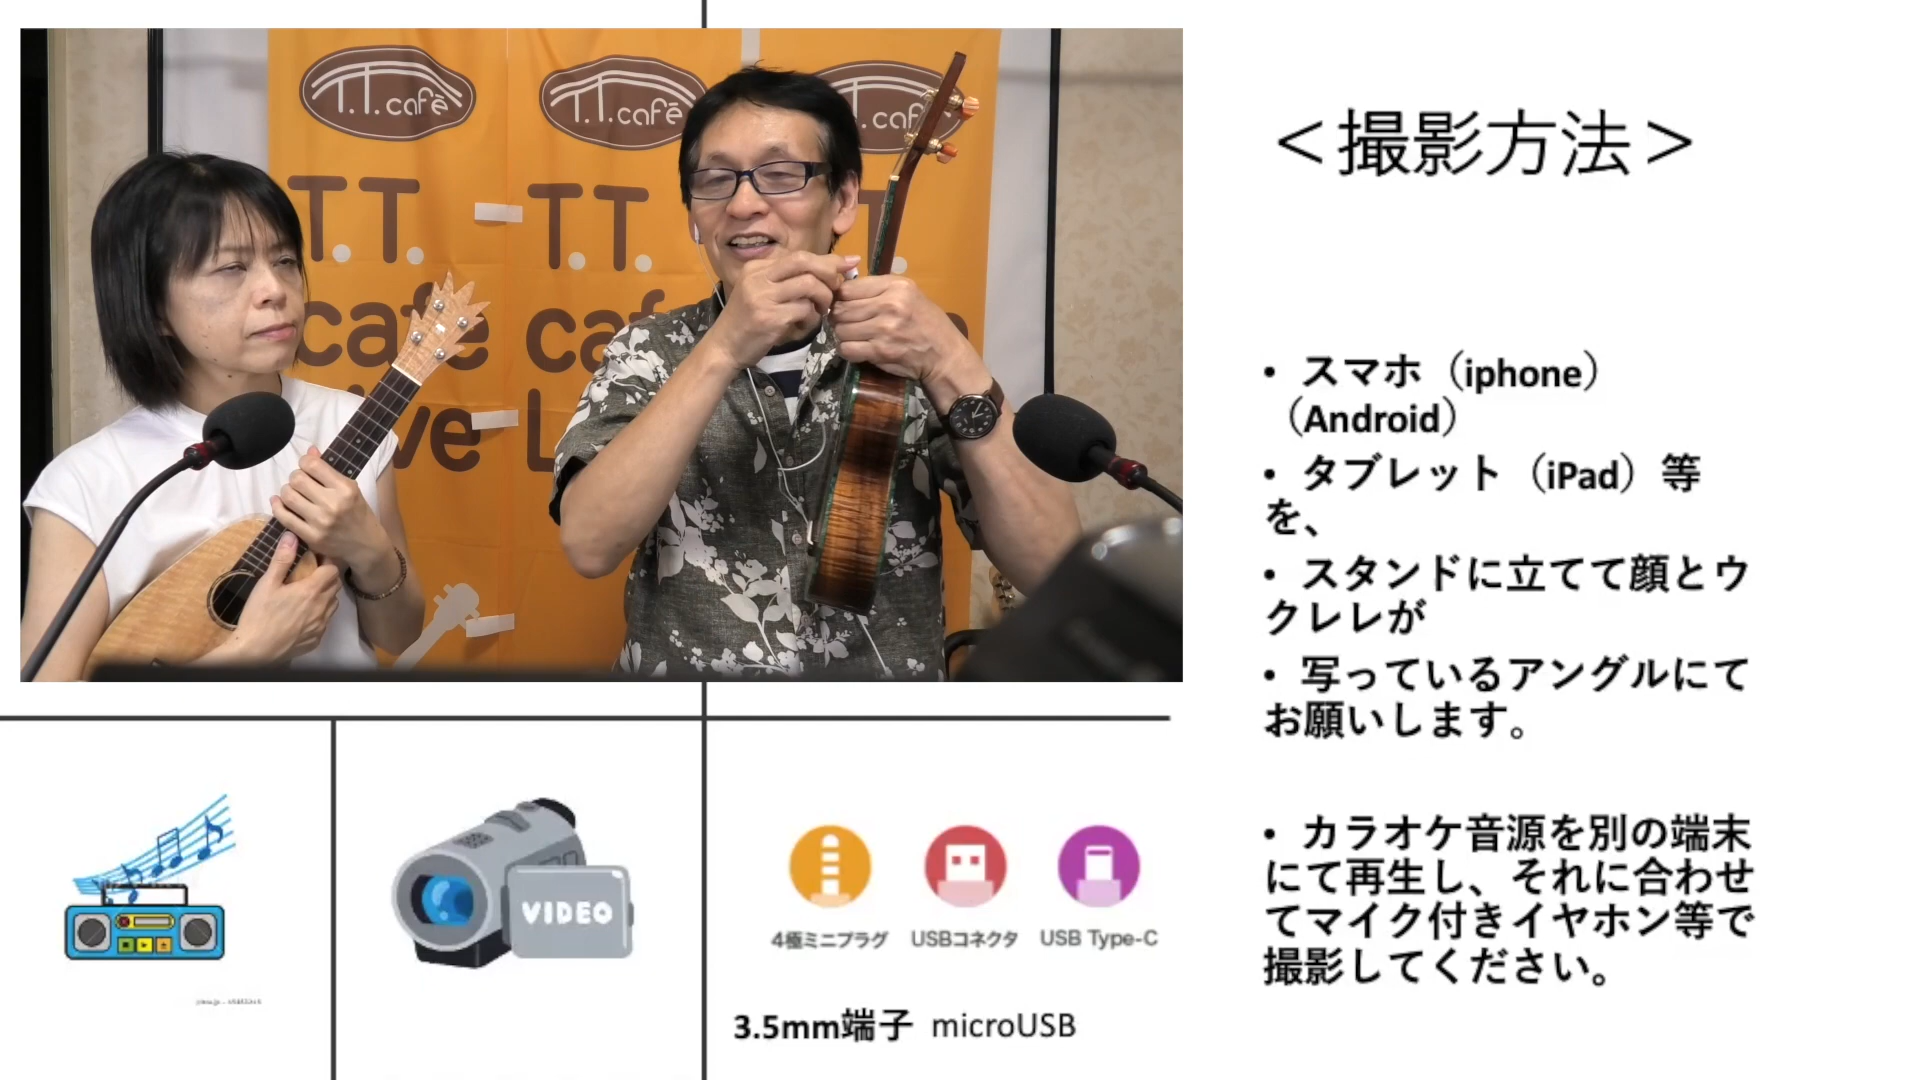 T.T.café
T.T.café
T.T.café
T.T.
T.T.
T.
café
caf
ve
L
＜撮影方法＞
• スマホ（iphone）
（Android）
• タブレット（iPad）等
を、
• スタンドに立てて顔とウ
クレレが
• 写っているアングルにて
お願いします。
• カラオケ音源を別の端末
にて再生し、それに合わせ
てマイク付きイヤホン等で
撮影してください。
VIDEO
4極ミニプラグ USBコネクタ USB Type-C
3.5mm端子 microUSB